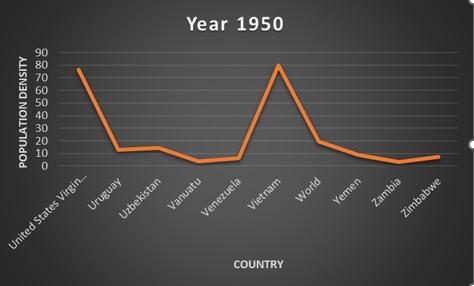 Year 1950
POPULATION DENSITY
90
80
70
60
50
40
30
20
10
0
United States Virgin...
Uruguay
Uzbekistan
Vanuatu
Venezuela
Vietnam
World
Yemen
Zambia
Zimbabwe
COUNTRY